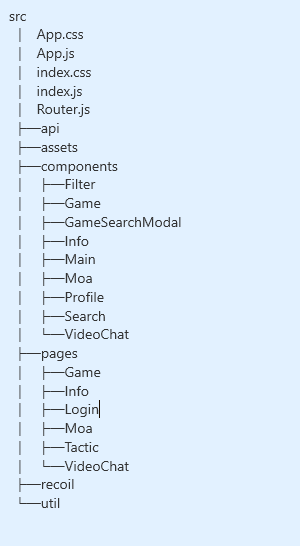 src
│   App.css
│   App.js
│   index.css
│   index.js
│   Router.js
├──api
├──assets
├──components
│   ├──Filter
│   ├──Game
│   ├──GameSearchModal
│   ├──Info
│   ├──Main
│   ├──Moa
│   ├──Profile
│   ├──Search
│   └──VideoChat
├──pages
│   ├──Game
│   ├──Info
│   ├──Login
│   ├──Moa
│   ├──Tactic
│   └──VideoChat
├──recoil
└──util